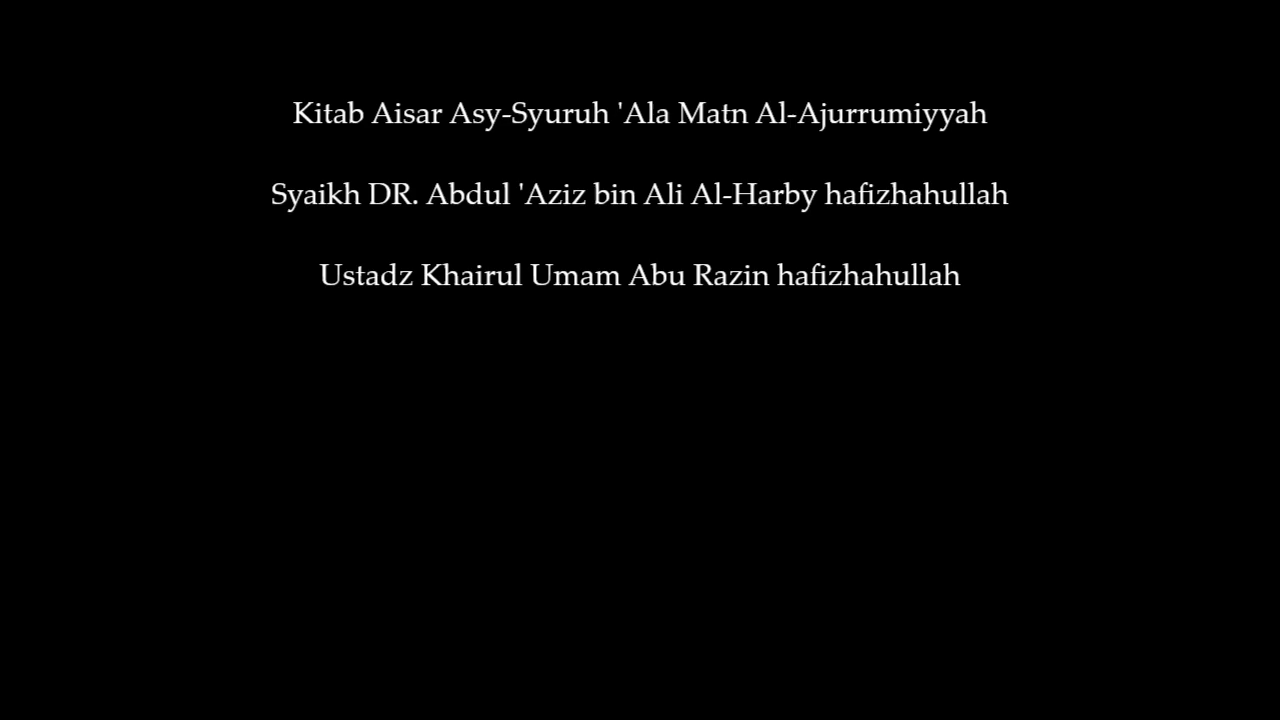 Kitab Aisar Asy-Syuruh 'Ala Matn Al-Ajurrumiyyah
Syaikh DR. Abdul 'Aziz bin Ali Al-Harby hafizhahullah
Ustadz Khairul Umam Abu Razin hafizhahullah